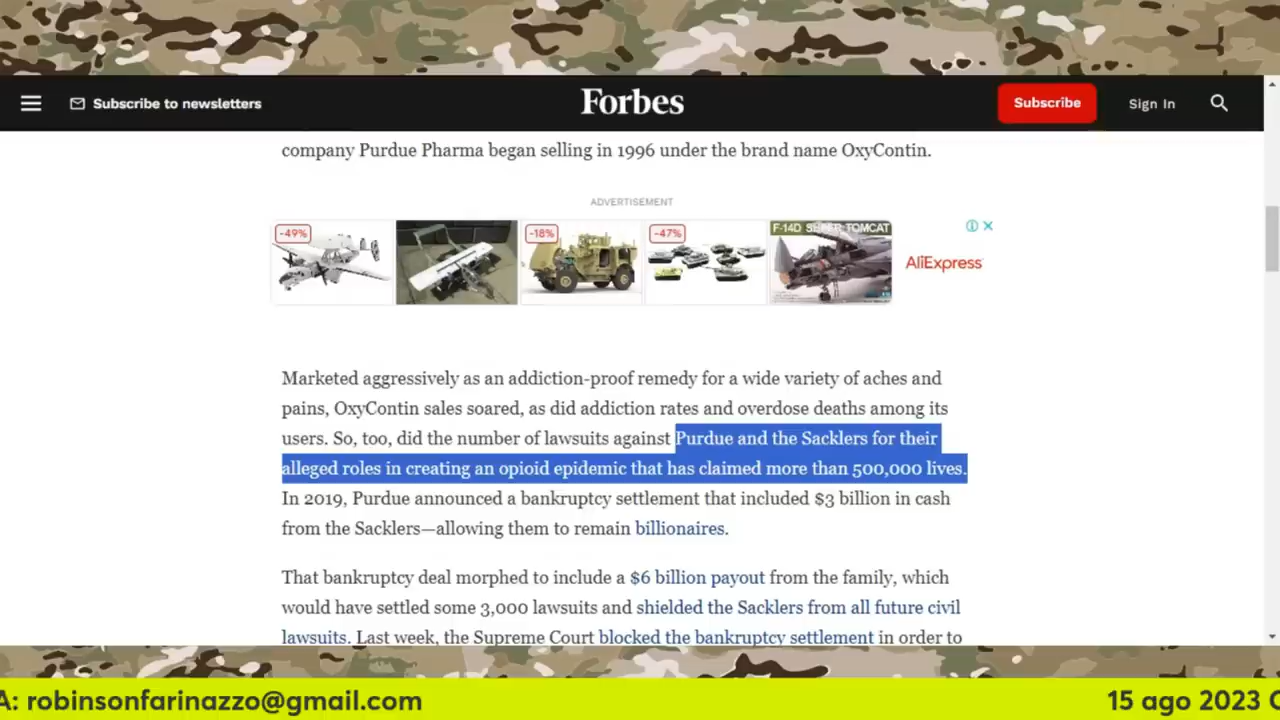 Subscribe to newsletters
Forbes
Subscribe
Sign In
company Purdue Pharma began selling in 1996 under the brand name OxyContin.
ADVERTISEMENT
-49%
-18%
-47%
F-14D SUPER TOMCAT
AliExpress
Marketed aggressively as an addiction-proof remedy for a wide variety of aches and
pains, OxyContin sales soared, as did addiction rates and overdose deaths among its
users. So, too, did the number of lawsuits against Purdue and the Sacklers for their
alleged roles in creating an opioid epidemic that has claimed more than 500,000 lives.
In 2019, Purdue announced a bankruptcy settlement that included $3 billion in cash
from the Sacklers—allowing them to remain billionaires.
That bankruptcy deal morphed to include a $6 billion payout from the family, which
would have settled some 3,000 lawsuits and shielded the Sacklers from all future civil
lawsuits. Last week, the Supreme Court blocked the bankruptcy settlement in order to
A: robinsonfarinazzo@gmail.com
15 ago 2023